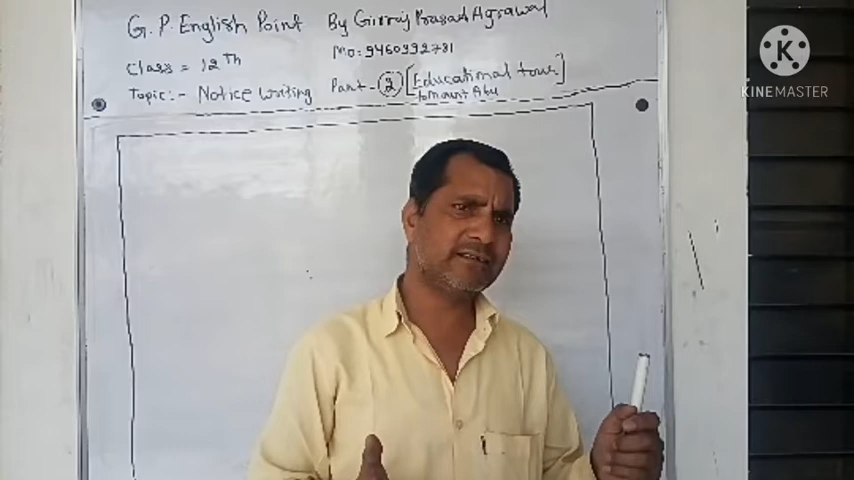 G. P. English Point By Girraj Prasad Agrawal
Class = 12th Mo: 9460992781
Topic:- Notice writing Part-② [Educational tour to Mount Abu]
K
KINEMASTER